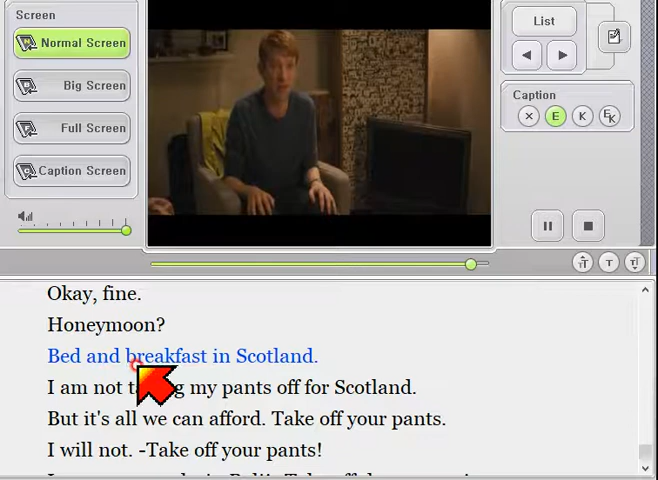 Screen
Normal Screen
Big Screen
Full Screen
Caption Screen
List
Caption
X E K EK
T T T
Okay, fine.
Honeymoon?
Bed and breakfast in Scotland.
I am not g my pants off for Scotland.
But it's all we can afford. Take off your pants.
I will not. -Take off your pants!